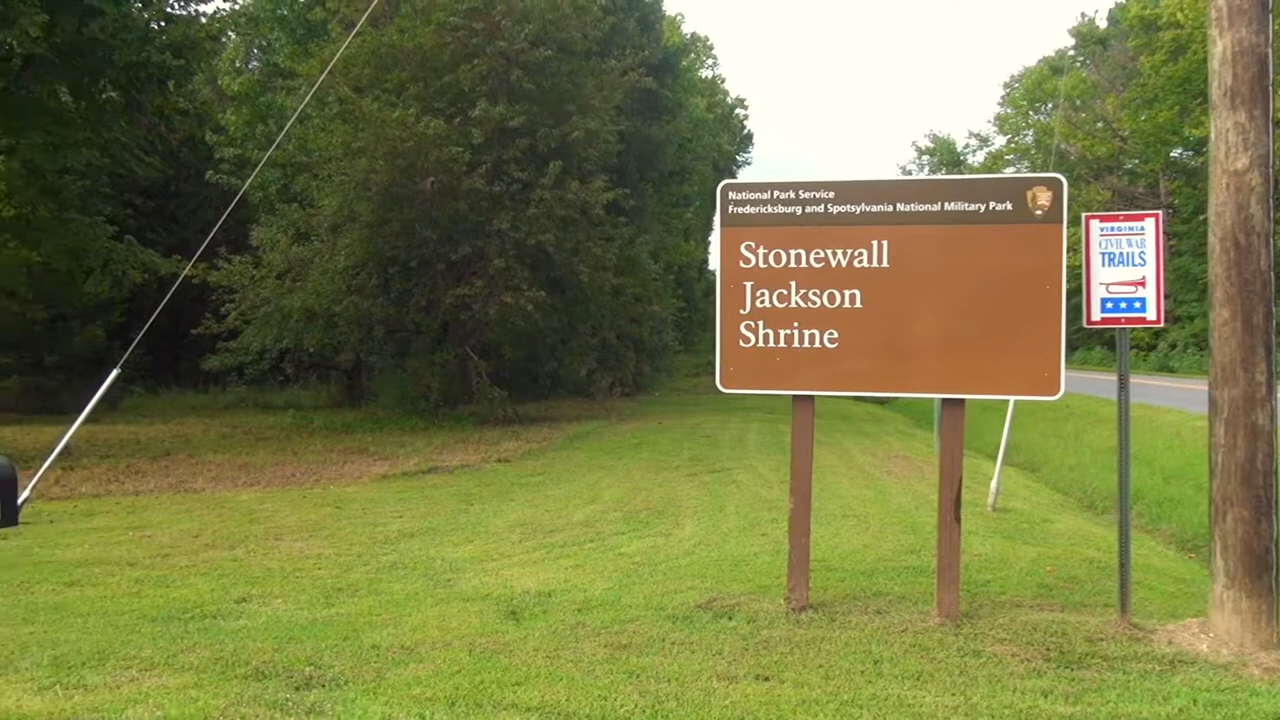 National Park Service
Fredericksburg and Spotsylvania National Military Park
Stonewall
Jackson
Shrine
VIRGINIA
CIVIL WAR
TRAILS